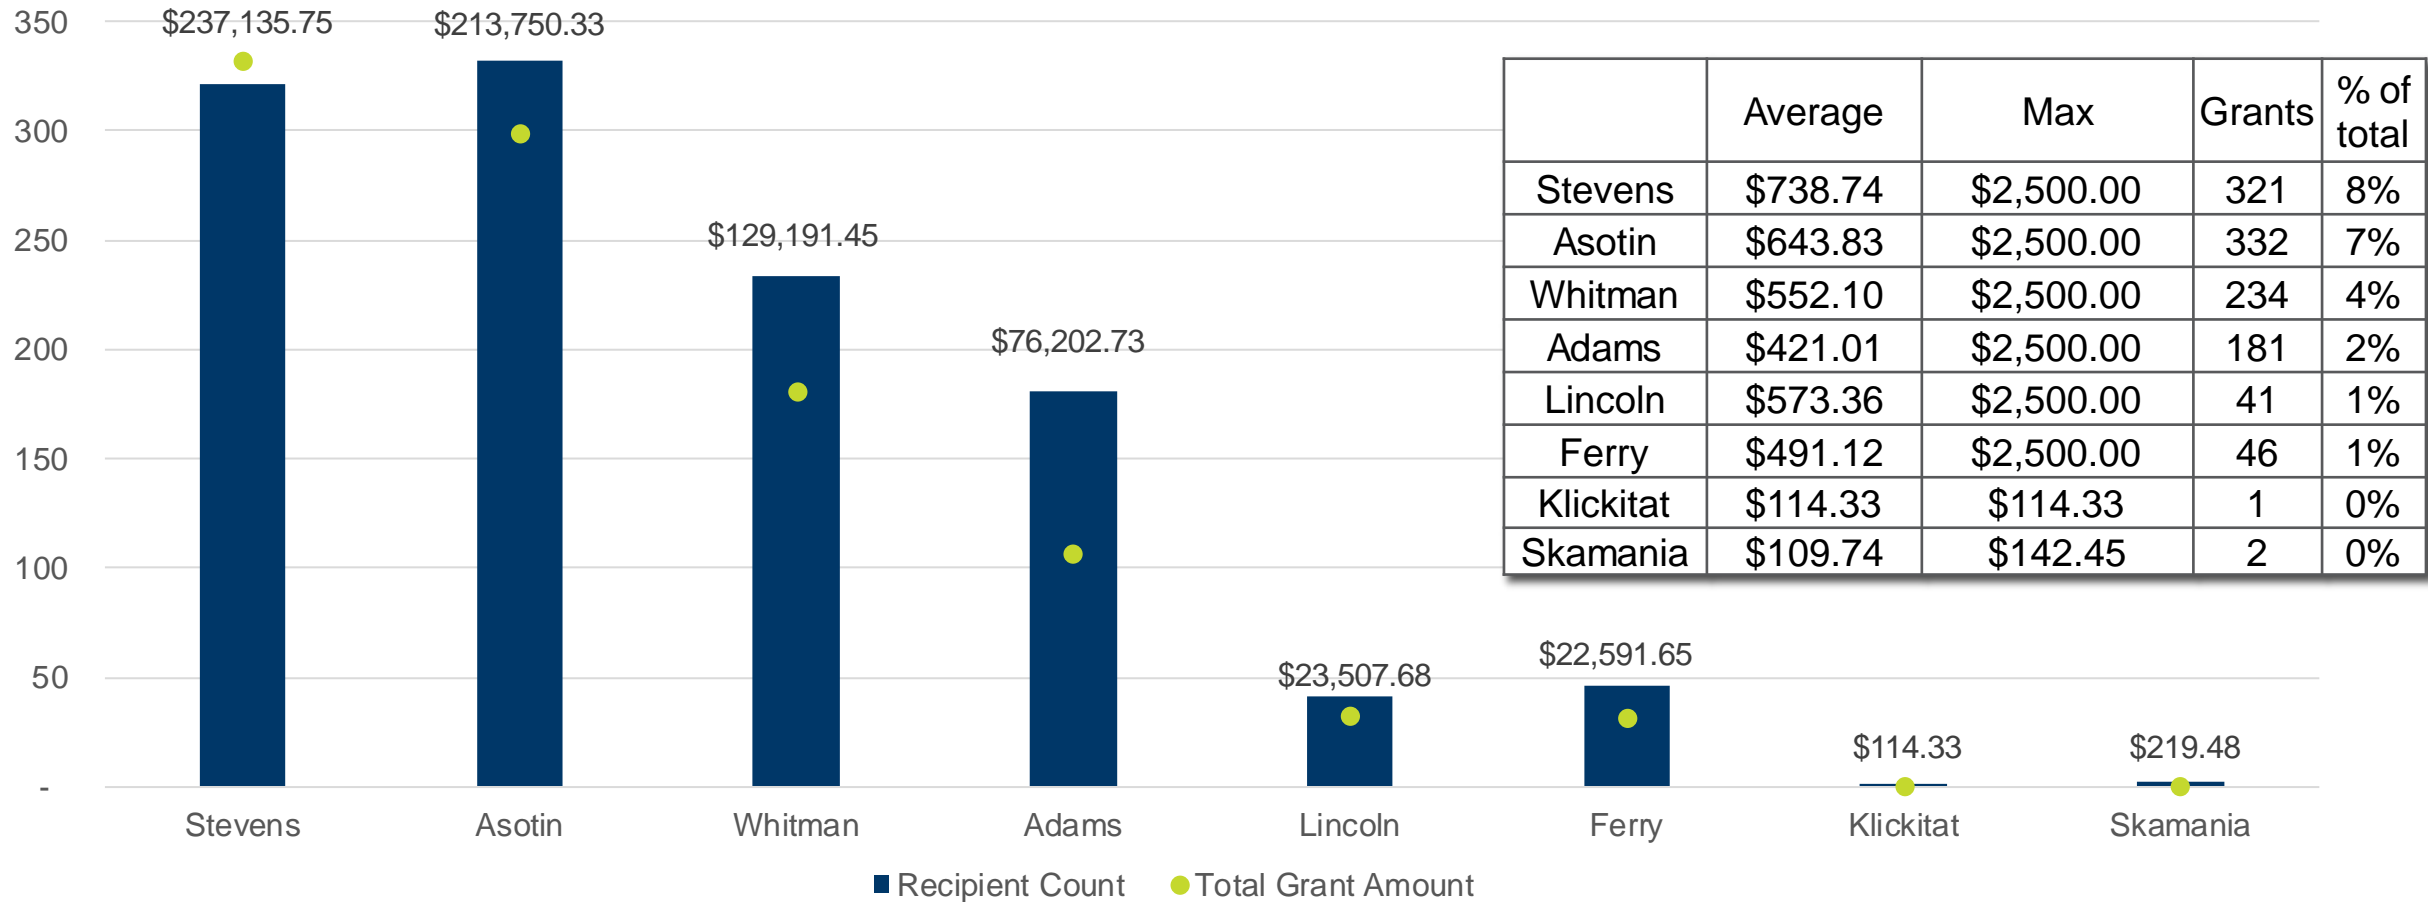 350
300
250
200
150
100
50
-
$237,135.75
$213,750.33
$129,191.45
$76,202.73
$23,507.68
$22,591.65
$114.33
$219.48
Stevens Asotin Whitman Adams Lincoln Ferry Klickitat Skamania
Recipient Count Total Grant Amount
Average Max Grants % of total
Stevens $738.74 $2,500.00 321 8%
Asotin $643.83 $2,500.00 332 7%
Whitman $552.10 $2,500.00 234 4%
Adams $421.01 $2,500.00 181 2%
Lincoln $573.36 $2,500.00 41 1%
Ferry $491.12 $2,500.00 46 1%
Klickitat $114.33 $114.33 1 0%
Skamania $109.74 $142.45 2 0%